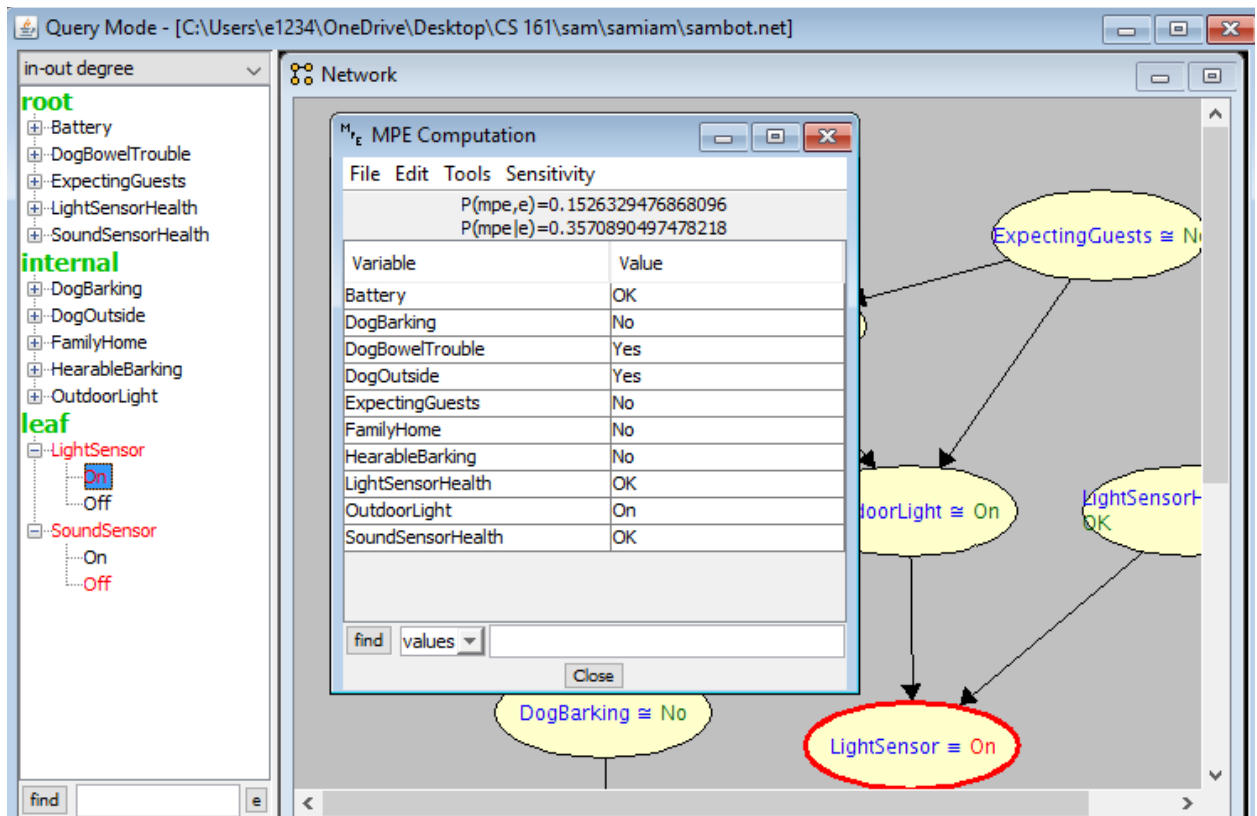 Query Mode - [C:\Users\e1234\OneDrive\Desktop\CS 161\sam\samiam\sambot.net]
in-out degree
root
Battery
DogBowelTrouble
ExpectingGuests
LightSensorHealth
SoundSensorHealth
internal
DogBarking
DogOutside
FamilyHome
HearableBarking
OutdoorLight
leaf
LightSensor
On
Off
SoundSensor
On
Off
find
e
Network
MPE MPE Computation
File Edit Tools Sensitivity
P(mpe,e)=0.1526329476868096
P(mpe|e)=0.3570890497478218
Variable Value
Battery OK
DogBarking No
DogBowelTrouble Yes
DogOutside Yes
ExpectingGuests No
FamilyHome No
HearableBarking No
LightSensorHealth OK
OutdoorLight On
SoundSensorHealth OK
find values
Close
ExpectingGuests ≅ No
doorLight ≅ On
LightSensorH
OK
DogBarking ≅ No
LightSensor ≡ On